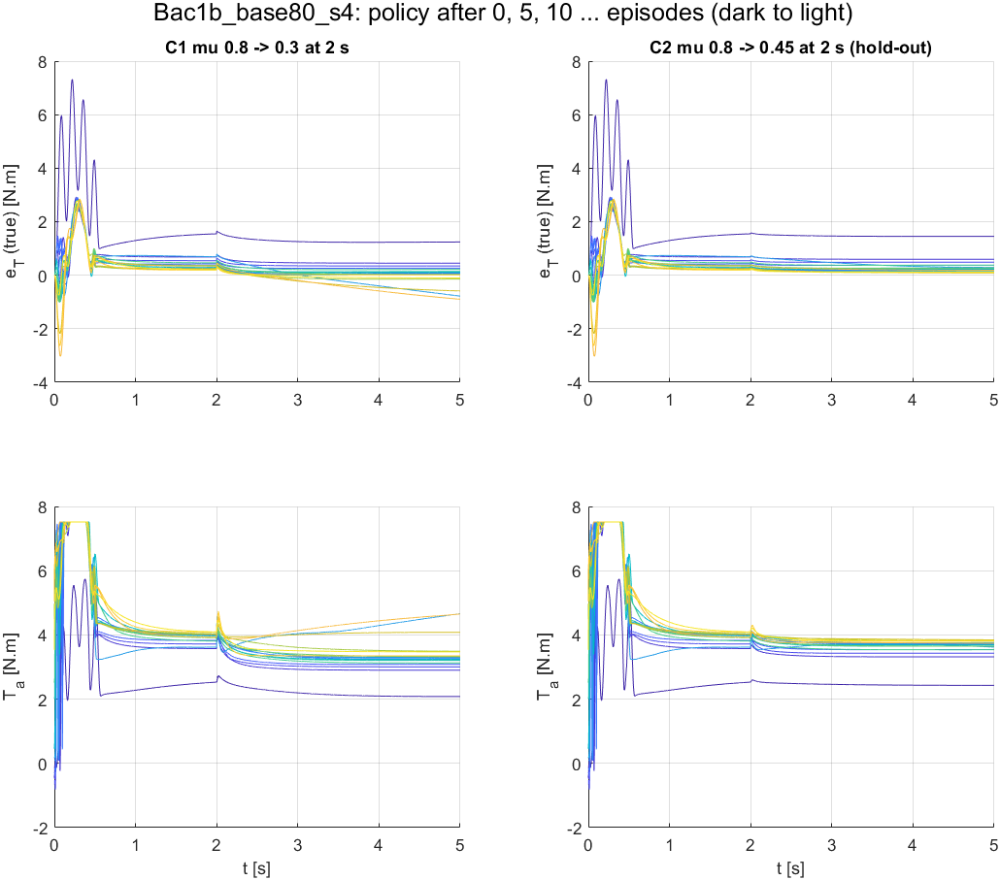 Bac1b_base80_s4: policy after 0, 5, 10 ... episodes (dark to light)
C1 mu 0.8 -> 0.3 at 2 s
8
6
4
2
0
-2
-4
e_T (true) [N.m]
0 1 2 3 4 5
C2 mu 0.8 -> 0.45 at 2 s (hold-out)
8
6
4
2
0
-2
-4
e_T (true) [N.m]
0 1 2 3 4 5
8
6
4
2
0
-2
T_a [N.m]
0 1 2 3 4 5
t [s]
8
6
4
2
0
-2
T_a [N.m]
0 1 2 3 4 5
t [s]